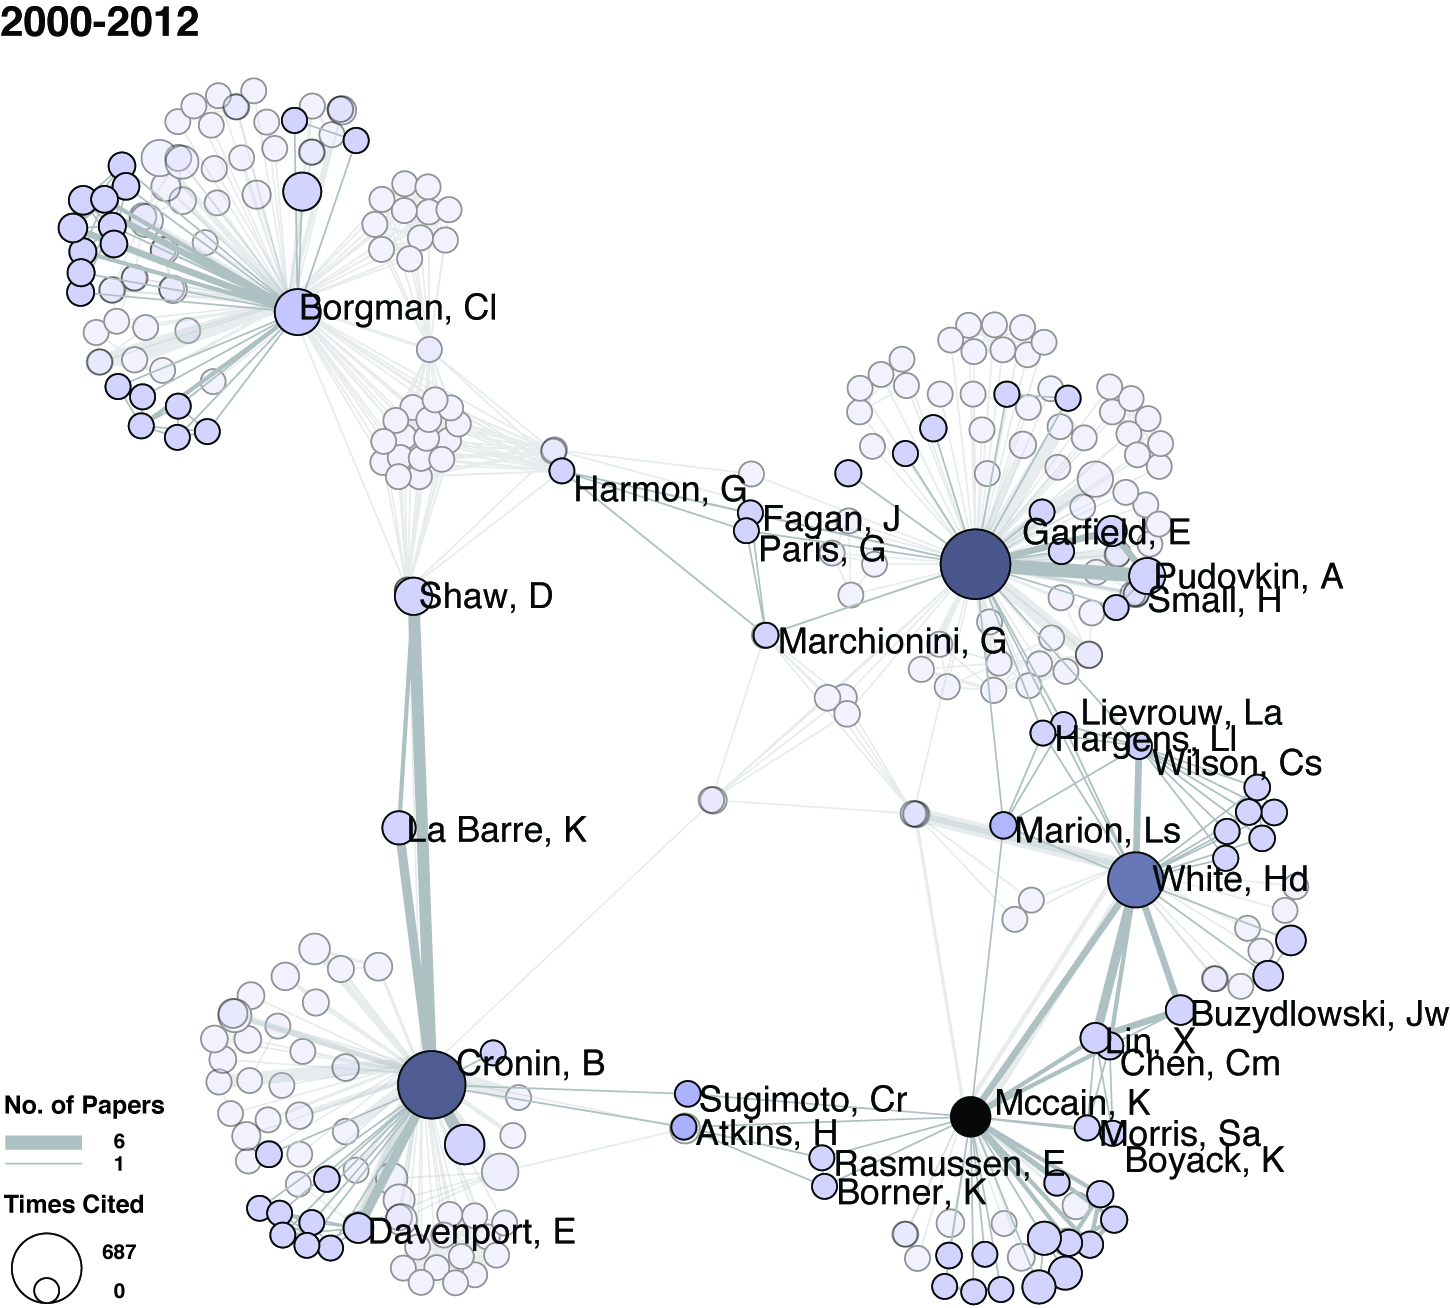 2000-2012
Borgman, Cl
Harmon, G
Fagan, J
Paris, G
Garfield, E
Pudovkin, A
Small, H
Shaw, D
Marchionini, G
Lievrouw, La
Hargens, Ll
Wilson, Cs
La Barre, K
Marion, Ls
White, Hd
Buzydlowski, Jw
Lin, X
Chen, Cm
Cronin, B
Sugimoto, Cr
Mccain, K
Atkins, H
Morris, Sa
Boyack, K
Rasmussen, E
Borner, K
Davenport, E
No. of Papers
6
1
Times Cited
687
0